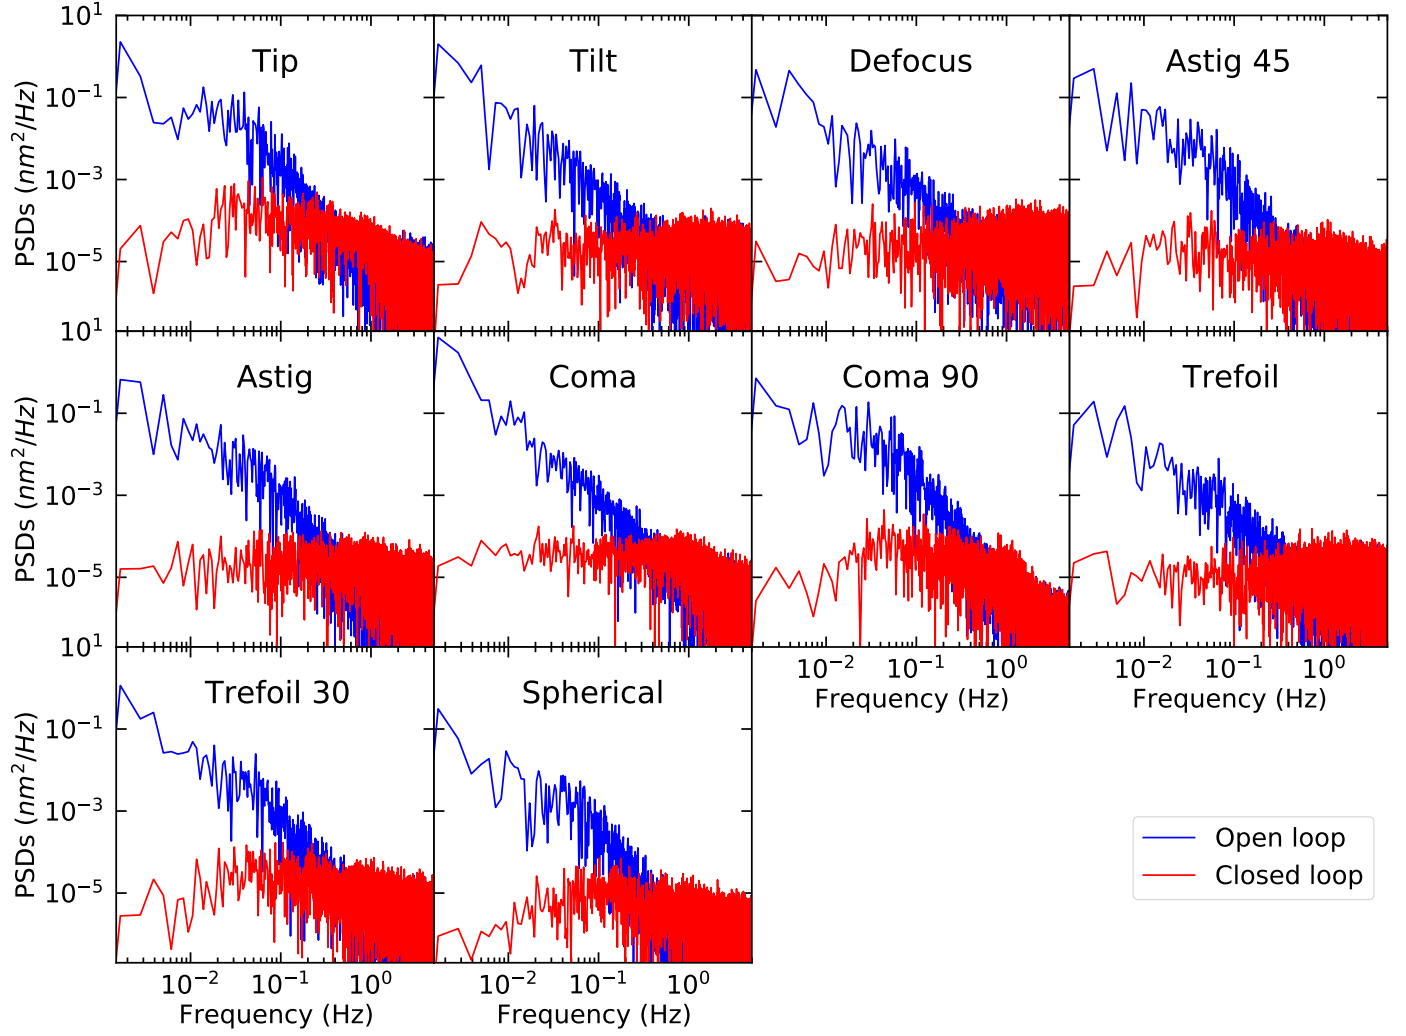 10¹
Tip
Tilt
Defocus
Astig 45
10⁻¹
10⁻³
10⁻⁵
PSDs (nm²/Hz)
10¹
Astig
Coma
Coma 90
Trefoil
10⁻¹
10⁻³
10⁻⁵
PSDs (nm²/Hz)
10¹
10⁻² 10⁻¹ 10⁰
Frequency (Hz)
10⁻² 10⁻¹ 10⁰
Frequency (Hz)
Trefoil 30
Spherical
10⁻¹
10⁻³
10⁻⁵
PSDs (nm²/Hz)
Open loop
Closed loop
10⁻² 10⁻¹ 10⁰
Frequency (Hz)
10⁻² 10⁻¹ 10⁰
Frequency (Hz)